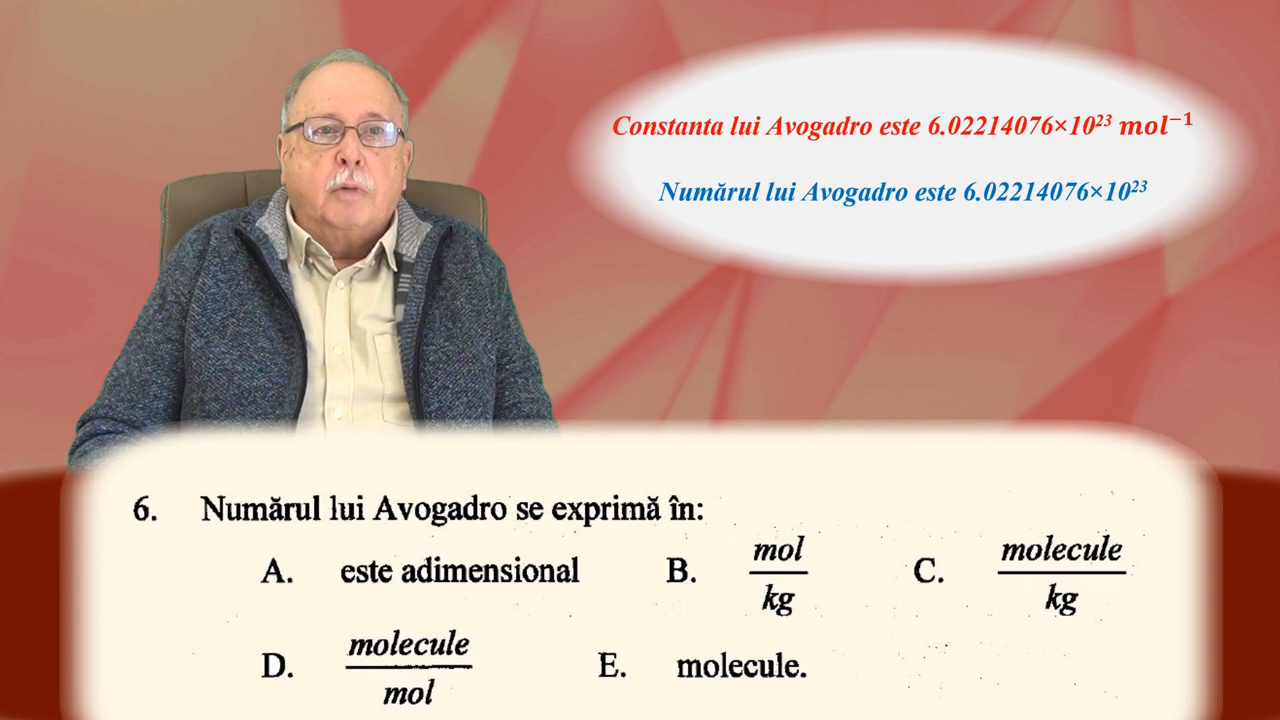 Constanta lui Avogadro este 6.02214076×10²³ mol⁻¹
Numărul lui Avogadro este 6.02214076×10²³
6. Numărul lui Avogadro se exprimă în:
A. este adimensional B. mol/kg C. molecule/kg
D. molecule/mol E. molecule.